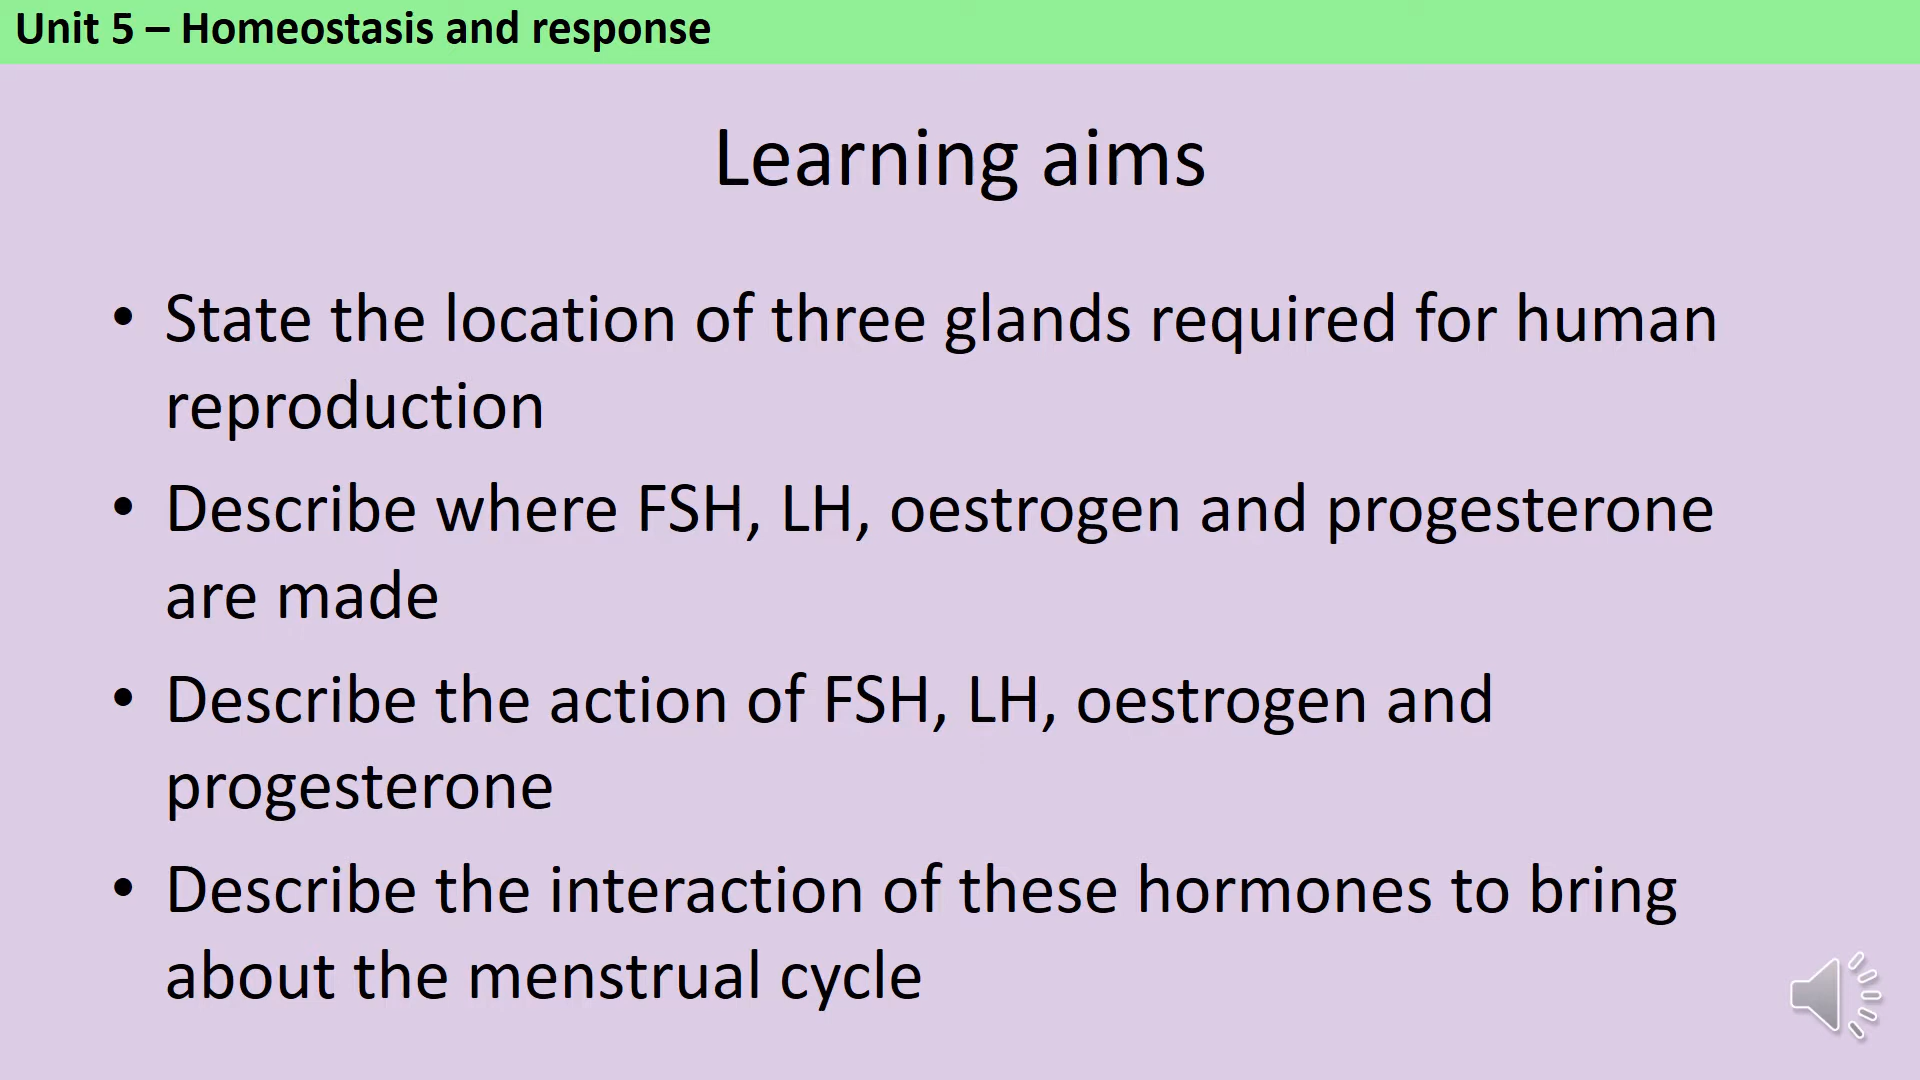 Unit 5 – Homeostasis and response
Learning aims
• State the location of three glands required for human
reproduction
• Describe where FSH, LH, oestrogen and progesterone
are made
• Describe the action of FSH, LH, oestrogen and
progesterone
• Describe the interaction of these hormones to bring
about the menstrual cycle